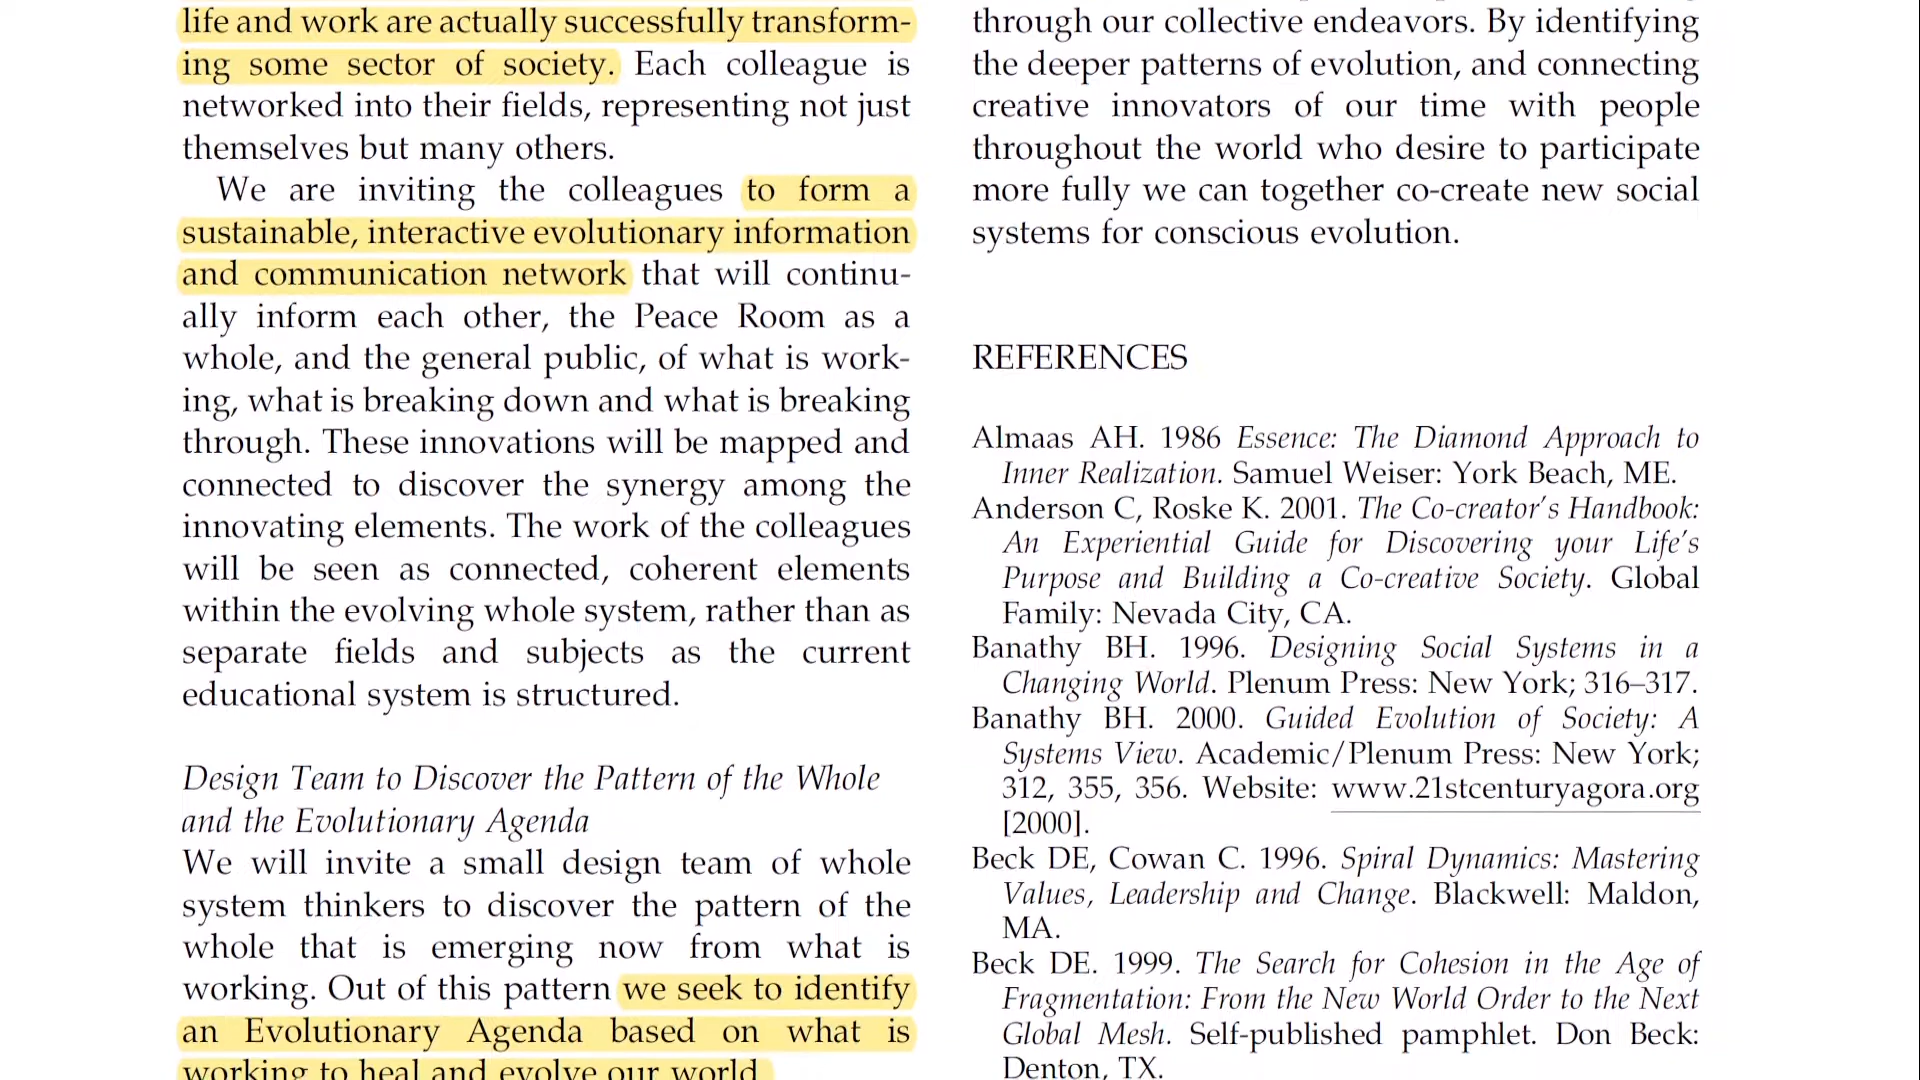 life and work are actually successfully transform-
ing some sector of society. Each colleague is
networked into their fields, representing not just
themselves but many others.
We are inviting the colleagues to form a
sustainable, interactive evolutionary information
and communication network that will continu-
ally inform each other, the Peace Room as a
whole, and the general public, of what is work-
ing, what is breaking down and what is breaking
through. These innovations will be mapped and
connected to discover the synergy among the
innovating elements. The work of the colleagues
will be seen as connected, coherent elements
within the evolving whole system, rather than as
separate fields and subjects as the current
educational system is structured.
Design Team to Discover the Pattern of the Whole
and the Evolutionary Agenda
We will invite a small design team of whole
system thinkers to discover the pattern of the
whole that is emerging now from what is
working. Out of this pattern we seek to identify
an Evolutionary Agenda based on what is
working to heal and evolve our world
through our collective endeavors. By identifying
the deeper patterns of evolution, and connecting
creative innovators of our time with people
throughout the world who desire to participate
more fully we can together co-create new social
systems for conscious evolution.
REFERENCES
Almaas AH. 1986 Essence: The Diamond Approach to
Inner Realization. Samuel Weiser: York Beach, ME.
Anderson C, Roske K. 2001. The Co-creator's Handbook:
An Experiential Guide for Discovering your Life's
Purpose and Building a Co-creative Society. Global
Family: Nevada City, CA.
Banathy BH. 1996. Designing Social Systems in a
Changing World. Plenum Press: New York; 316–317.
Banathy BH. 2000. Guided Evolution of Society: A
Systems View. Academic/Plenum Press: New York;
312, 355, 356. Website: www.21stcenturyagora.org
[2000].
Beck DE, Cowan C. 1996. Spiral Dynamics: Mastering
Values, Leadership and Change. Blackwell: Maldon,
MA.
Beck DE. 1999. The Search for Cohesion in the Age of
Fragmentation: From the New World Order to the Next
Global Mesh. Self-published pamphlet. Don Beck:
Denton, TX.